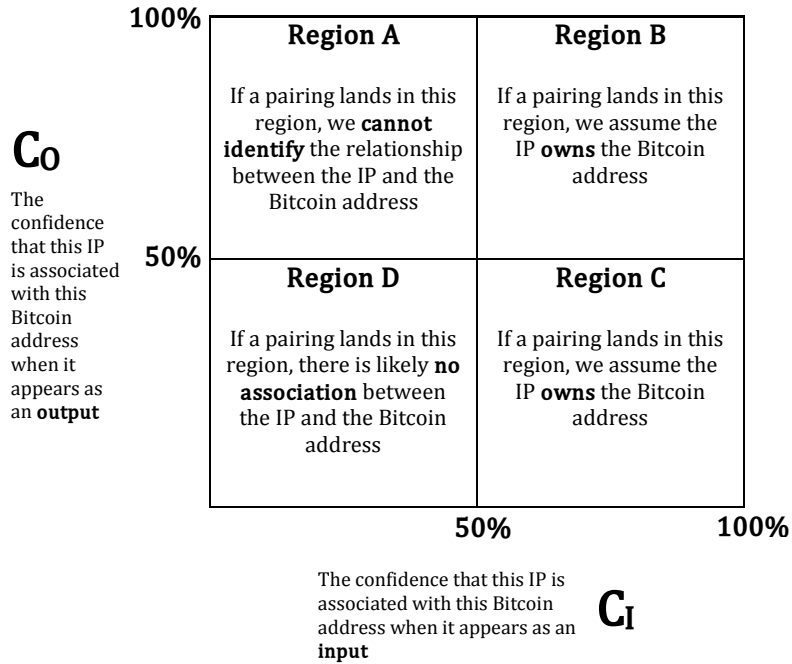 100%
Region A
If a pairing lands in this
region, we cannot
identify the relationship
between the IP and the
Bitcoin address
Region B
If a pairing lands in this
region, we assume the
IP owns the Bitcoin
address
CO
The
confidence
that this IP
is associated
with this
Bitcoin
address
when it
appears as
an output
50%
Region D
If a pairing lands in this
region, there is likely no
association between
the IP and the Bitcoin
address
Region C
If a pairing lands in this
region, we assume the
IP owns the Bitcoin
address
50%
100%
The confidence that this IP is
associated with this Bitcoin
address when it appears as an
input
CI